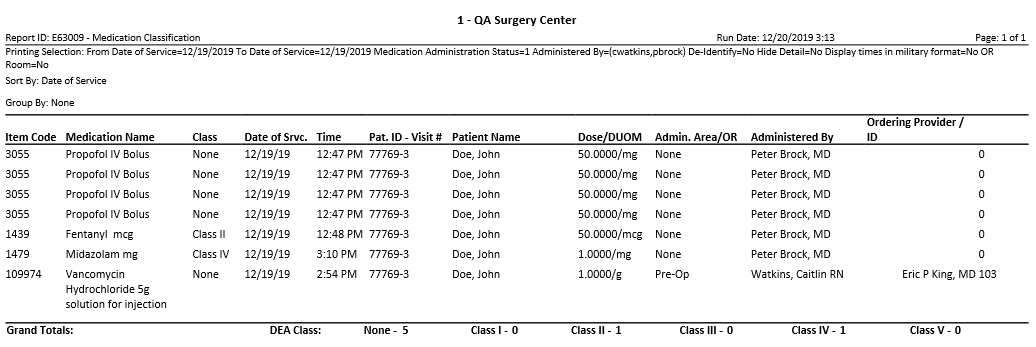 1 - QA Surgery Center
Report ID: E63009 - Medication Classification Run Date: 12/20/2019 3:13 Page: 1 of 1
Printing Selection: From Date of Service=12/19/2019 To Date of Service=12/19/2019 Medication Administration Status=1 Administered By={cwatkins,pbrock} De-Identify=No Hide Detail=No Display times in military format=No OR
Room=No
Sort By: Date of Service
Group By: None
Ordering Provider /
Item Code Medication Name Class Date of Srvc. Time Pat. ID - Visit # Patient Name Dose/DUOM Admin. Area/OR Administered By ID
3055 Propofol IV Bolus None 12/19/19 12:47 PM 77769-3 Doe, John 50.0000/mg None Peter Brock, MD 0
3055 Propofol IV Bolus None 12/19/19 12:47 PM 77769-3 Doe, John 50.0000/mg None Peter Brock, MD 0
3055 Propofol IV Bolus None 12/19/19 12:47 PM 77769-3 Doe, John 50.0000/mg None Peter Brock, MD 0
3055 Propofol IV Bolus None 12/19/19 12:47 PM 77769-3 Doe, John 50.0000/mg None Peter Brock, MD 0
1439 Fentanyl mcg Class II 12/19/19 12:48 PM 77769-3 Doe, John 50.0000/mcg None Peter Brock, MD 0
1479 Midazolam mg Class IV 12/19/19 3:10 PM 77769-3 Doe, John 1.0000/mg None Peter Brock, MD 0
109974 Vancomycin None 12/19/19 2:54 PM 77769-3 Doe, John 1.0000/g Pre-Op Watkins, Caitlin RN Eric P King, MD 103
Hydrochloride 5g
solution for injection
Grand Totals: DEA Class: None - 5 Class I - 0 Class II - 1 Class III - 0 Class IV - 1 Class V - 0